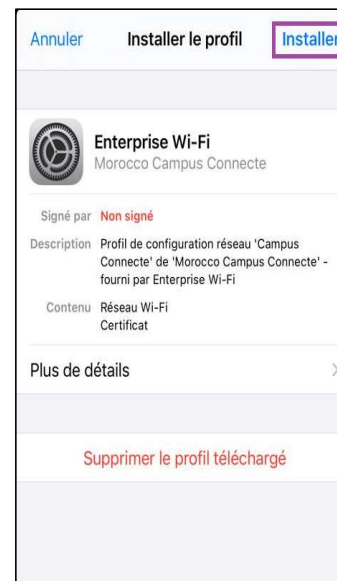 Annuler Installer le profil Installer
Enterprise Wi-Fi
Morocco Campus Connecte
Signé par Non signé
Description Profil de configuration réseau 'Campus
Connecte' de 'Morocco Campus Connecte' -
fourni par Enterprise Wi-Fi
Contenu Réseau Wi-Fi
Certificat
Plus de détails
Supprimer le profil téléchargé